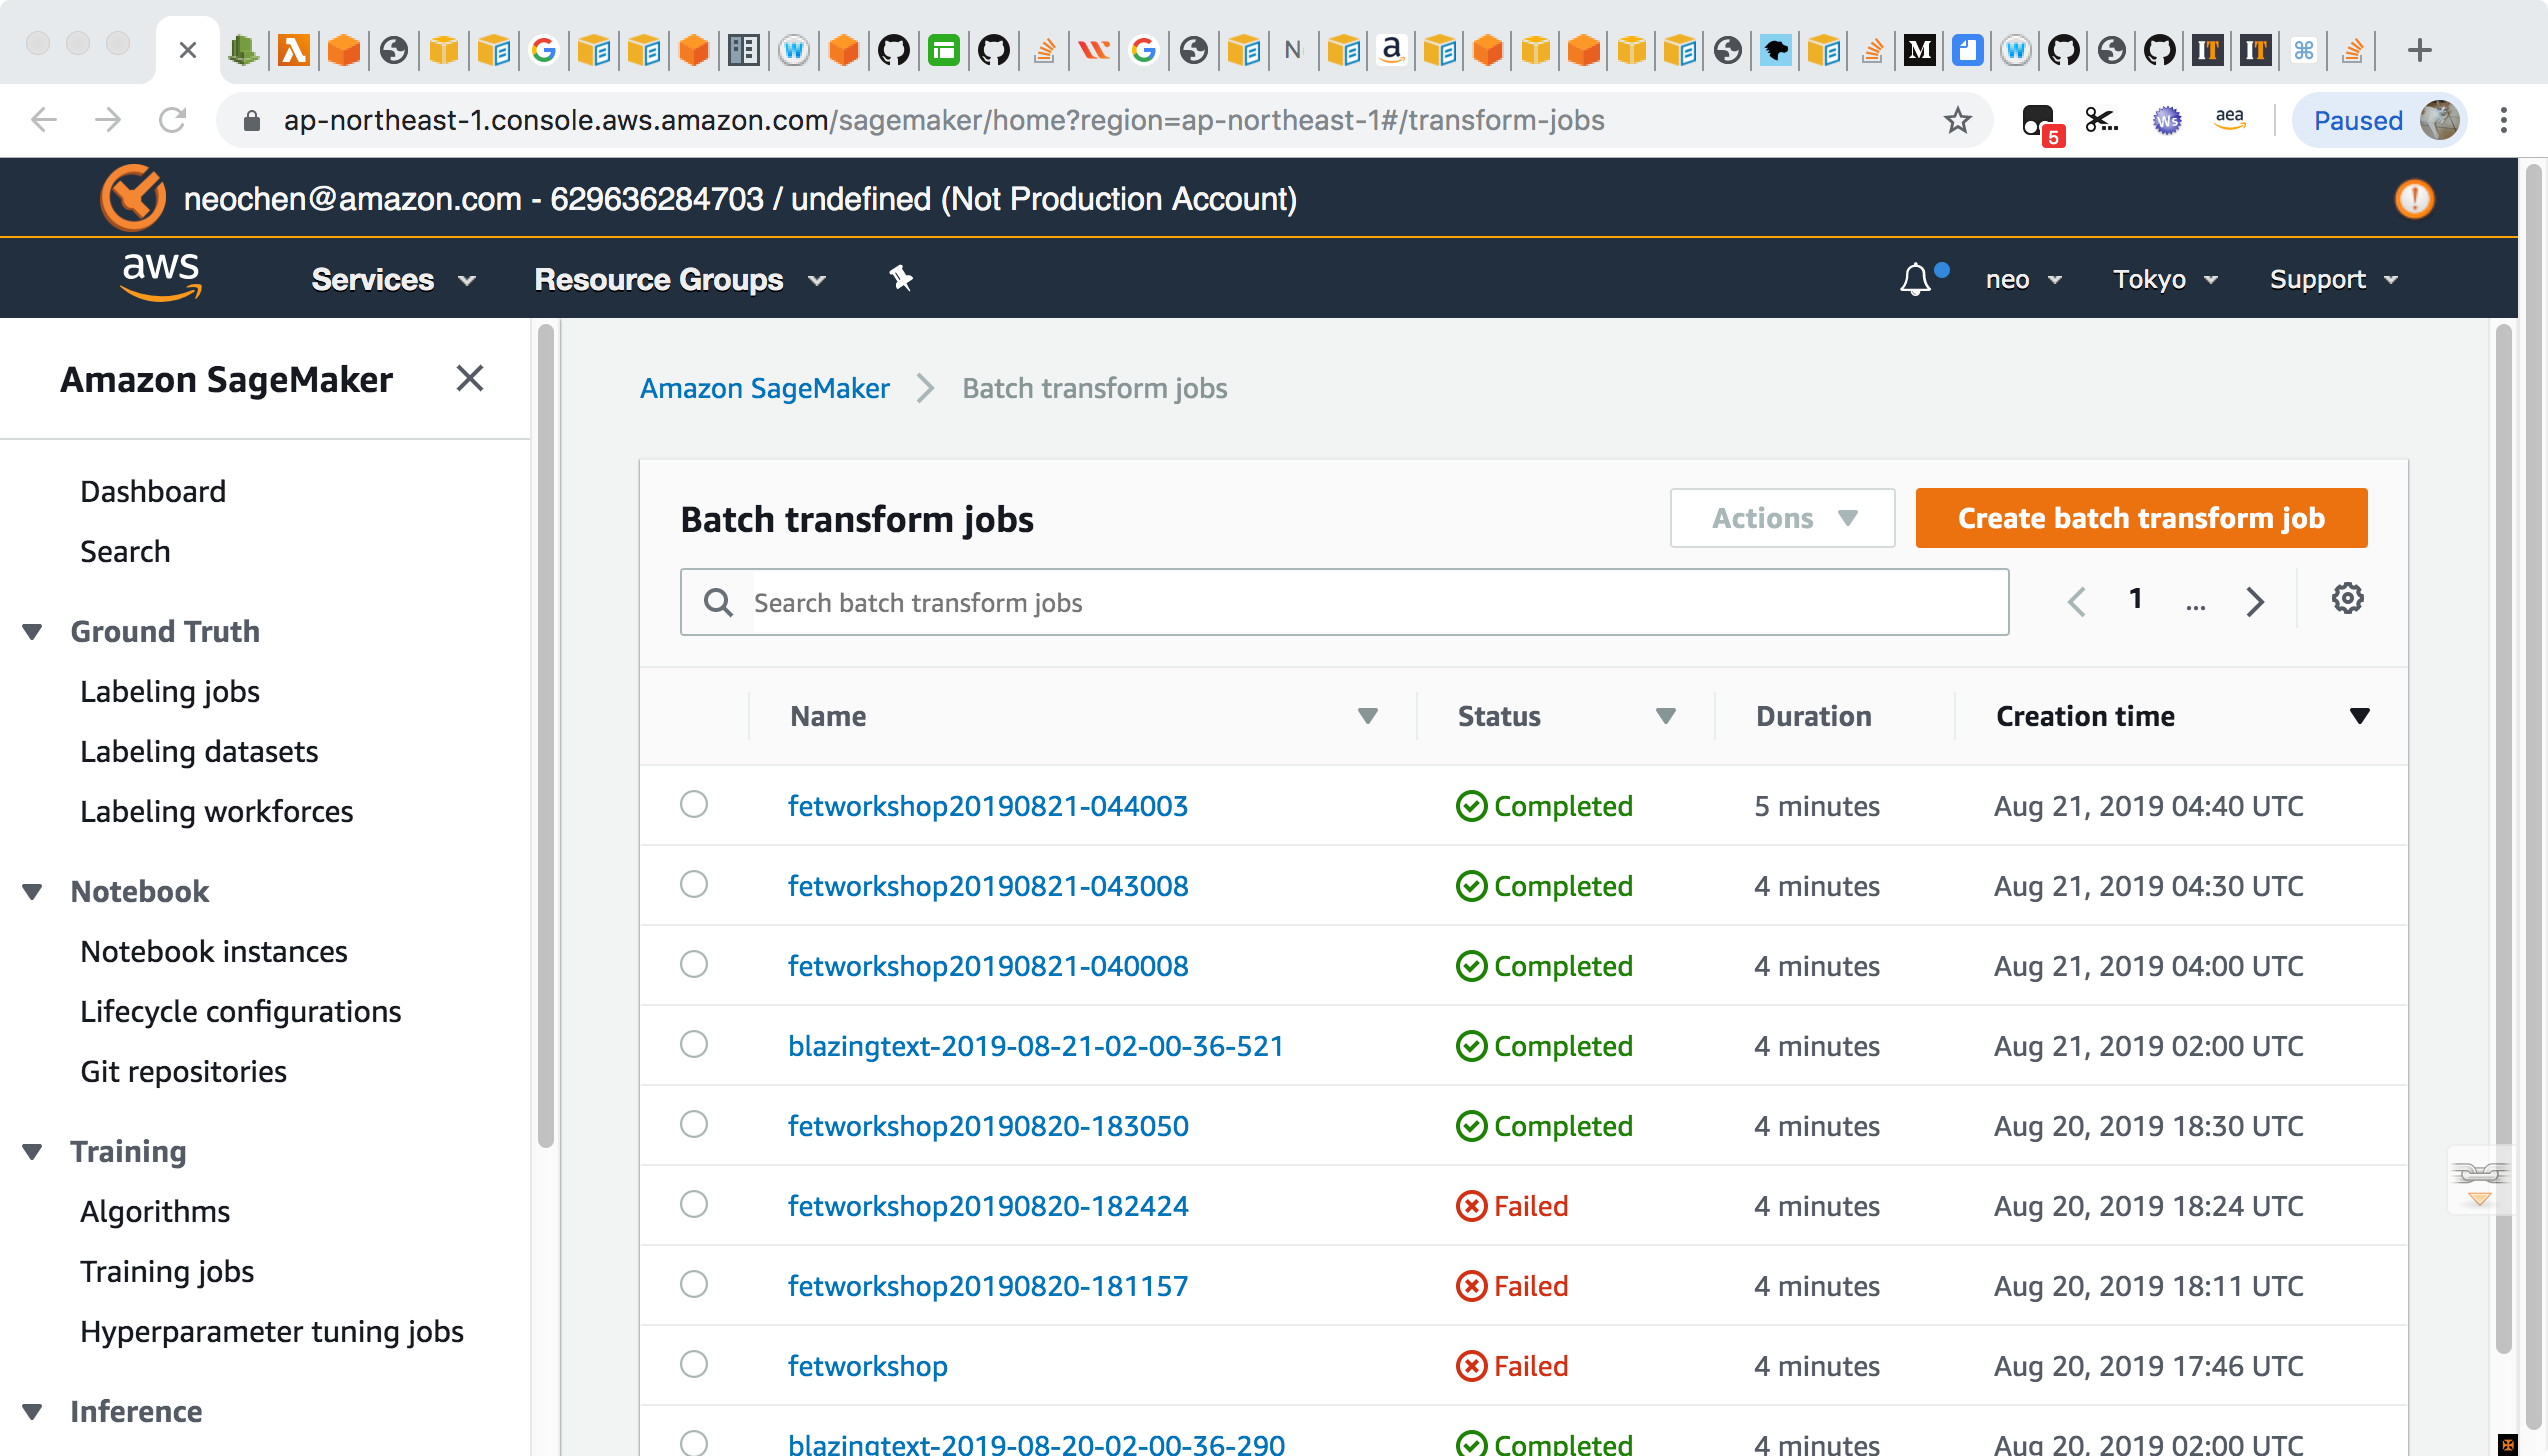 ap-northeast-1.console.aws.amazon.com/sagemaker/home?region=ap-northeast-1#/transform-jobs
5
Ws
aea
Paused
neochen@amazon.com - 629636284703 / undefined (Not Production Account)
aws
Services
Resource Groups
neo
Tokyo
Support
Amazon SageMaker
Dashboard
Search
Ground Truth
Labeling jobs
Labeling datasets
Labeling workforces
Notebook
Notebook instances
Lifecycle configurations
Git repositories
Training
Algorithms
Training jobs
Hyperparameter tuning jobs
Inference
Amazon SageMaker > Batch transform jobs
Batch transform jobs
Actions
Create batch transform job
Search batch transform jobs
1 ...
Name Status Duration Creation time
fetworkshop20190821-044003 Completed 5 minutes Aug 21, 2019 04:40 UTC
fetworkshop20190821-043008 Completed 4 minutes Aug 21, 2019 04:30 UTC
fetworkshop20190821-040008 Completed 4 minutes Aug 21, 2019 04:00 UTC
blazingtext-2019-08-21-02-00-36-521 Completed 4 minutes Aug 21, 2019 02:00 UTC
fetworkshop20190820-183050 Completed 4 minutes Aug 20, 2019 18:30 UTC
fetworkshop20190820-182424 Failed 4 minutes Aug 20, 2019 18:24 UTC
fetworkshop20190820-181157 Failed 4 minutes Aug 20, 2019 18:11 UTC
fetworkshop Failed 4 minutes Aug 20, 2019 17:46 UTC
blazingtext-2019-08-20-02-00-36-290 Completed 4 minutes Aug 20, 2019 02:00 UTC